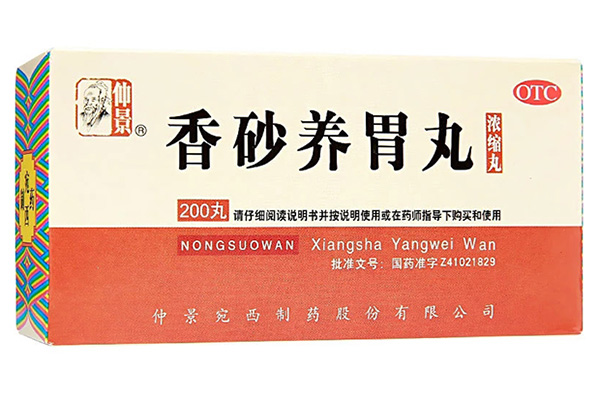 仲景®
OTC
香砂养胃丸
浓缩丸
200丸 请仔细阅读说明书并按说明使用或在药师指导下购买和使用
NONGSUOWAN Xiangsha Yangwei Wan
批准文号：国药准字Z41021829
仲景宛西制药股份有限公司